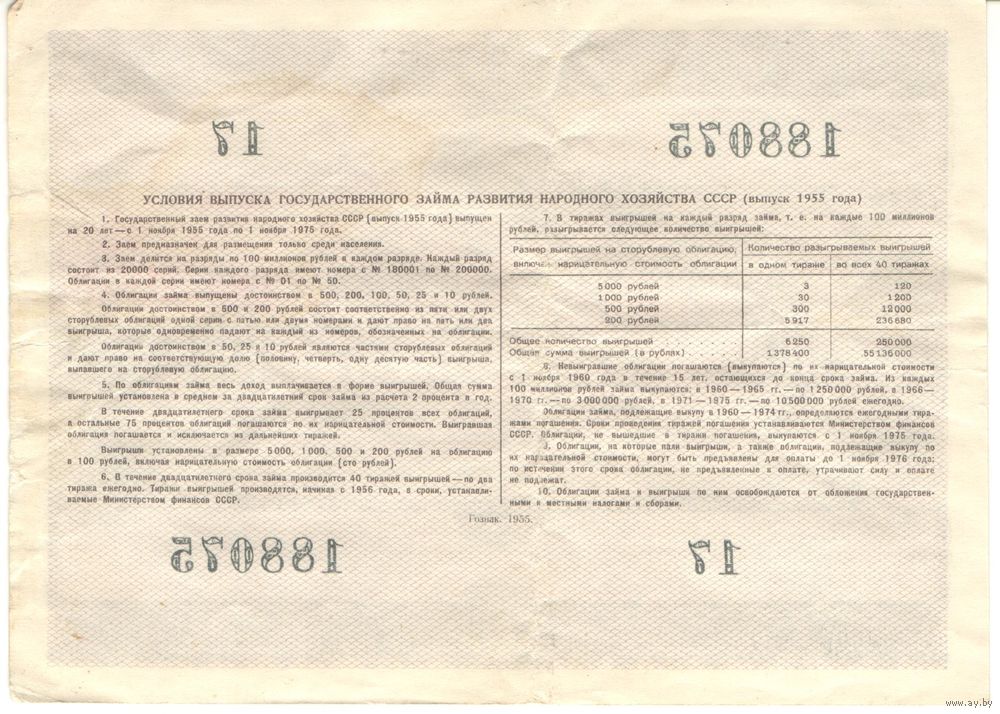 17 188075
УСЛОВИЯ ВЫПУСКА ГОСУДАРСТВЕННОГО ЗАЙМА РАЗВИТИЯ НАРОДНОГО ХОЗЯЙСТВА СССР (выпуск 1955 года)
1. Государственный заем развития народного хозяйства СССР (выпуск 1955 года) выпущен
на 20 лет — с 1 ноября 1955 года по 1 ноября 1975 года.
2. Заем предназначен для размещения только среди населения.
3. Заем делится на разряды по 100 миллионов рублей в каждом разряде. Каждый разряд
состоит из 20000 серий. Серии каждого разряда имеют номера с № 180001 по № 200000.
Облигации в каждой серии имеют номера с № 01 по № 50.
4. Облигации займа выпущены достоинством в 500, 200, 100, 50, 25 и 10 рублей.
Облигации достоинством в 500 и 200 рублей состоят соответственно из пяти или двух
сторублевых облигаций одной серии с пятью или двумя номерами и дают право на пять или два
выигрыша, которые одновременно падают на каждый из номеров, обозначенных на облигации.
Облигации достоинством в 50, 25 и 10 рублей являются частями сторублевых облигаций
и дают право на соответствующую долю (половину, четверть, одну десятую часть) выигрыша,
выпавшего на сторублевую облигацию.
5. По облигациям займа весь доход выплачивается в форме выигрышей. Общая сумма
выигрышей установлена в среднем за двадцатилетний срок займа из расчета 2 процента в год.
В течение двадцатилетнего срока займа выигрывает 25 процентов всех облигаций,
а остальные 75 процентов облигаций погашаются по их нарицательной стоимости. Выигравшая
облигация погашается и исключается из дальнейших тиражей.
Выигрыши установлены в размере 5000, 1000, 500 и 200 рублей на облигацию
в 100 рублей, включая нарицательную стоимость облигации (сто рублей).
6. В течение двадцатилетнего срока займа производится 40 тиражей выигрышей — по два
тиража ежегодно. Тиражи выигрышей производятся, начиная с 1956 года, в сроки, устанавли-
ваемые Министерством финансов СССР.
7. В тиражах выигрышей на каждый разряд займа, т. е. на каждые 100 миллионов
рублей, разыгрывается следующее количество выигрышей:
Размер выигрышей на сторублевую облигацию, Количество разыгрываемых выигрышей
включая нарицательную стоимость облигации в одном тираже во всех 40 тиражах
5000 рублей 3 120
1000 рублей 30 1200
500 рублей 300 12000
200 рублей 5917 236680
Общее количество выигрышей . . . . . . . . 6250 250000
Общая сумма выигрышей (в рублях) . . . . . 1378400 55136000
8. Невыигравшие облигации погашаются (выкупаются) по их нарицательной стоимости
с 1 ноября 1960 года в течение 15 лет, остающихся до конца срока займа. Из каждых
100 миллионов рублей займа выкупаются: в 1960 — 1965 гг. — по 1250000 рублей, в 1966 —
1970 гг. — по 3000000 рублей, в 1971 — 1975 гг. — по 10500000 рублей ежегодно.
Облигации займа, подлежащие выкупу в 1960 — 1974 гг., определяются ежегодными тира-
жами погашения. Сроки проведения тиражей погашения устанавливаются Министерством финансов
СССР. Облигации, не вышедшие в тиражи погашения, выкупаются с 1 ноября 1975 года.
9. Облигации, на которые пали выигрыши, а также облигации, подлежащие выкупу по
их нарицательной стоимости, могут быть предъявлены для оплаты до 1 ноября 1976 года;
по истечении этого срока облигации, не предъявленные к оплате, утрачивают силу и оплате
не подлежат.
10. Облигации займа и выигрыши по ним освобождаются от обложения государствен-
ными и местными налогами и сборами.
Гознак. 1955.
188075 17
www.ay.by